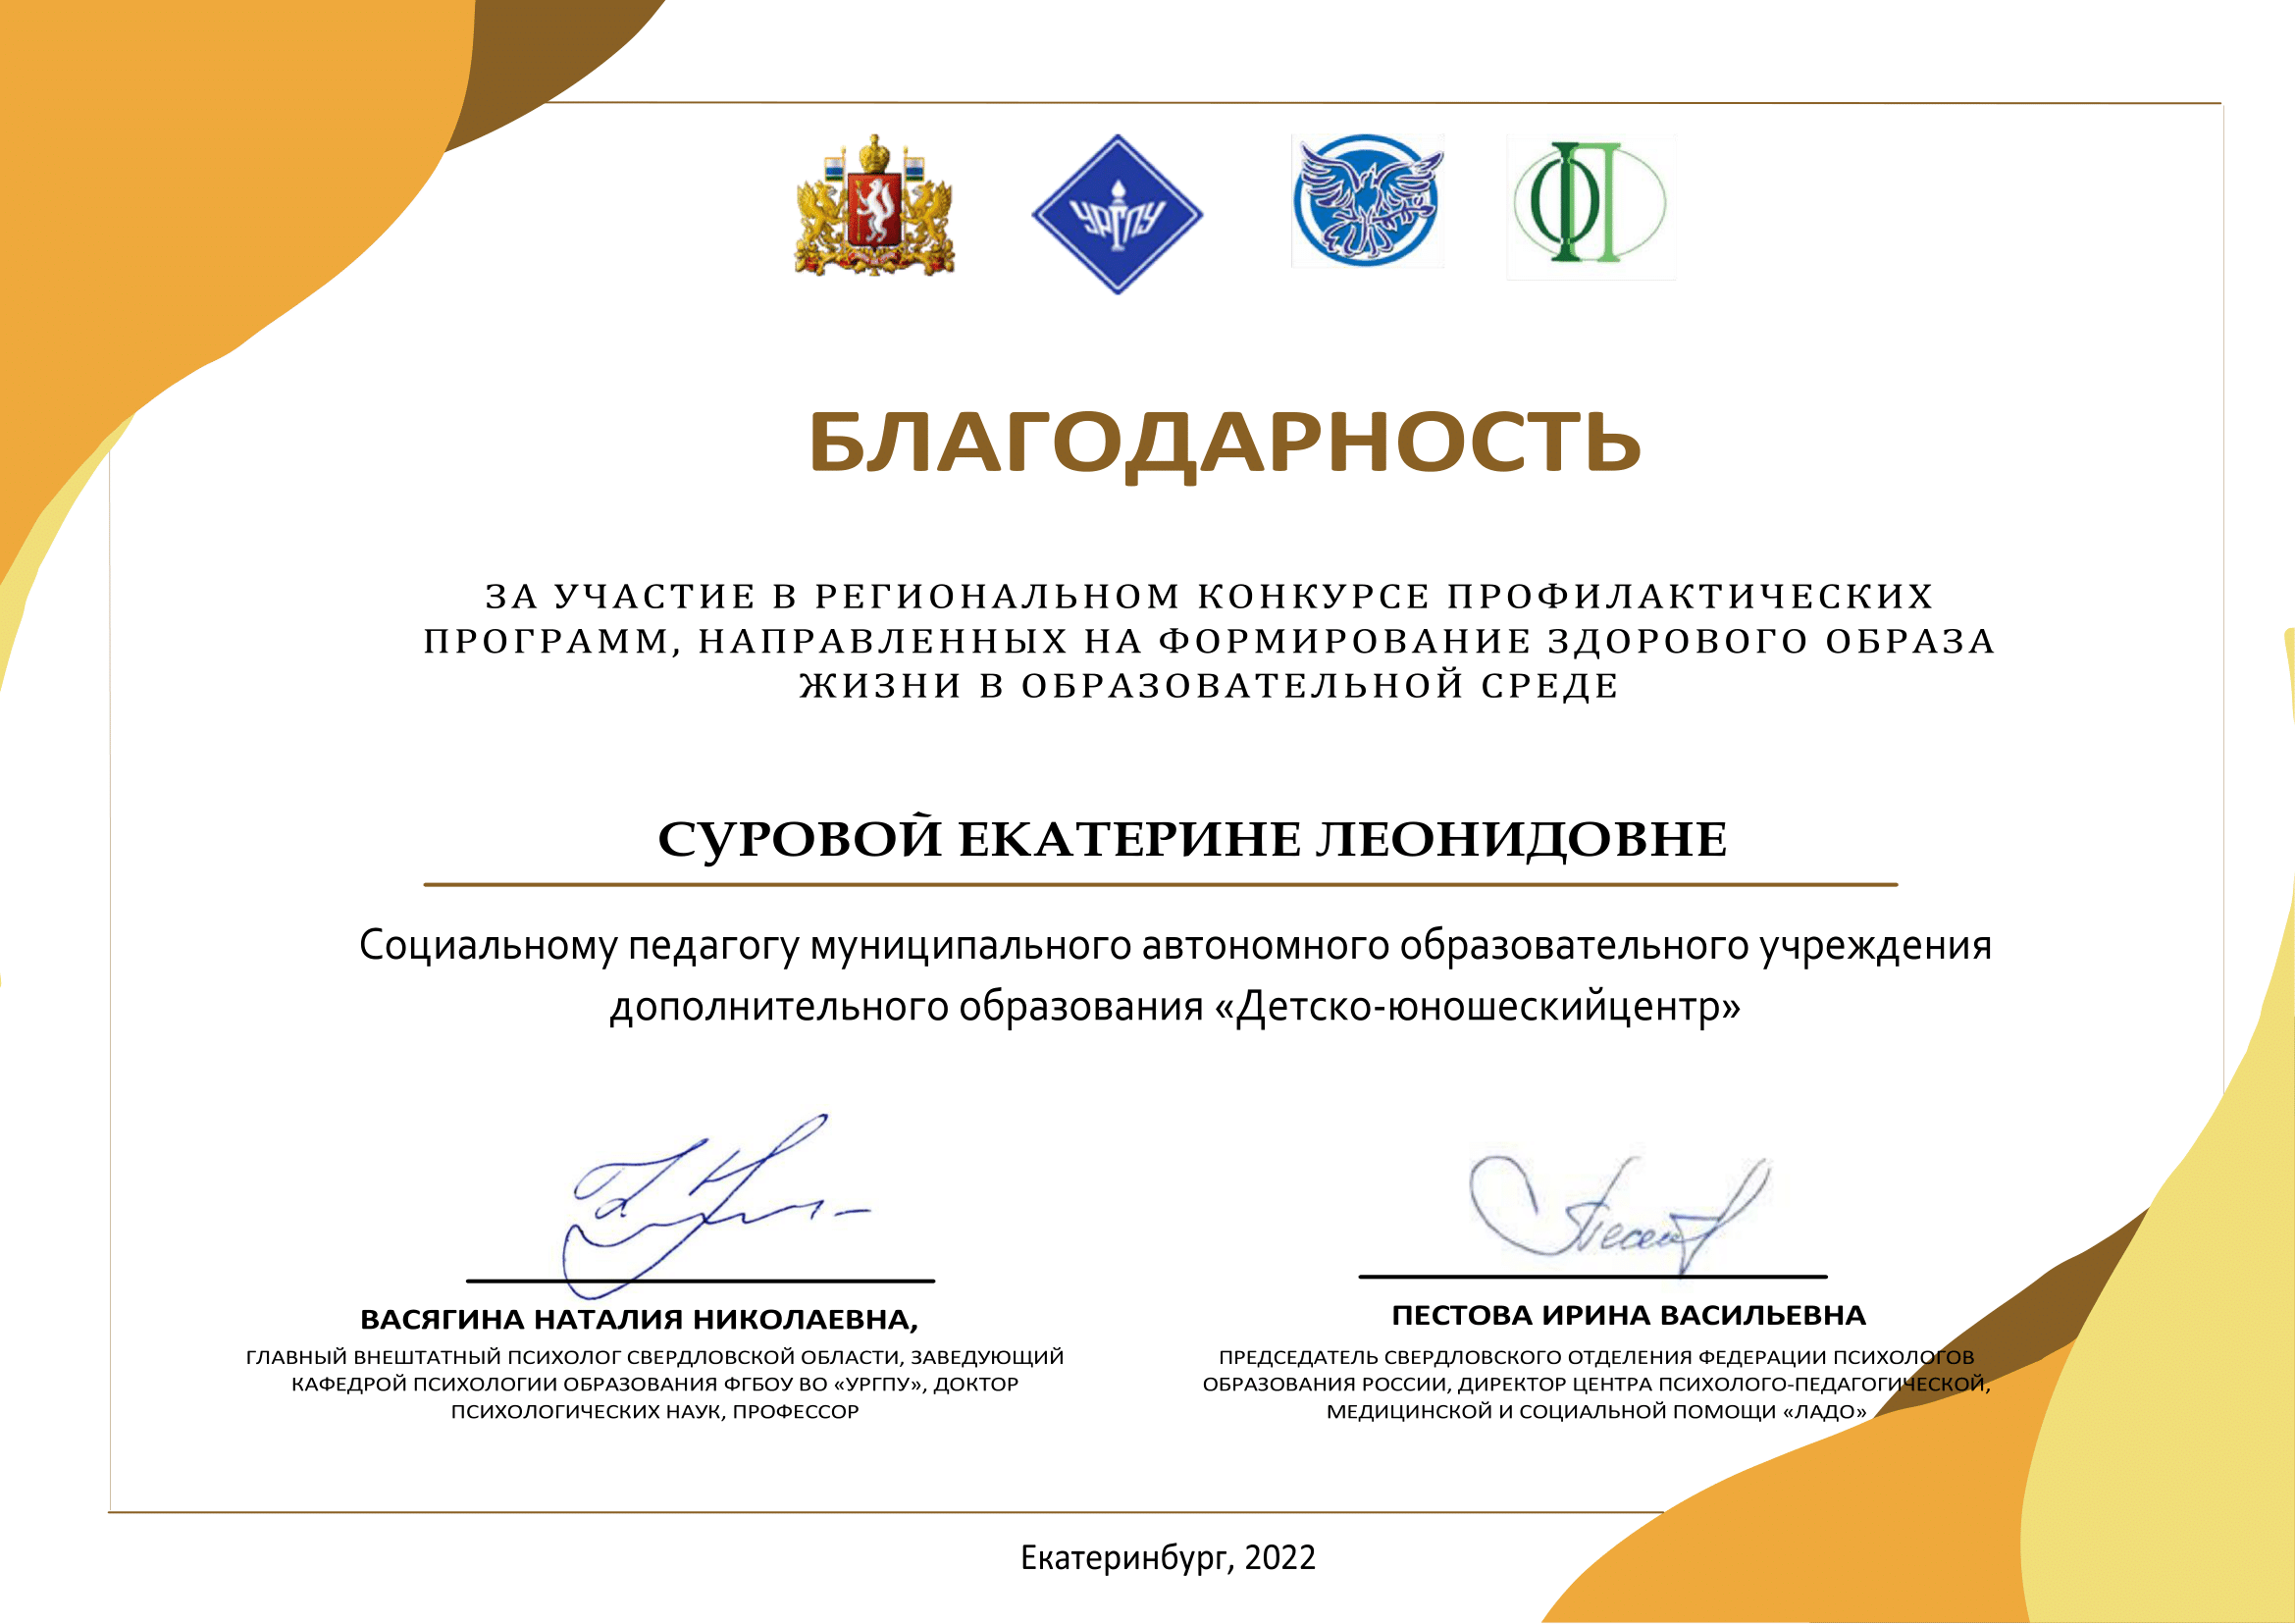 УРГПУ
ФП
БЛАГОДАРНОСТЬ
ЗА УЧАСТИЕ В РЕГИОНАЛЬНОМ КОНКУРСЕ ПРОФИЛАКТИЧЕСКИХ
ПРОГРАММ, НАПРАВЛЕННЫХ НА ФОРМИРОВАНИЕ ЗДОРОВОГО ОБРАЗА
ЖИЗНИ В ОБРАЗОВАТЕЛЬНОЙ СРЕДЕ
СУРОВОЙ ЕКАТЕРИНЕ ЛЕОНИДОВНЕ
Социальному педагогу муниципального автономного образовательного учреждения
дополнительного образования «Детско-юношескийцентр»
ВАСЯГИНА НАТАЛИЯ НИКОЛАЕВНА,
ГЛАВНЫЙ ВНЕШТАТНЫЙ ПСИХОЛОГ СВЕРДЛОВСКОЙ ОБЛАСТИ, ЗАВЕДУЮЩИЙ
КАФЕДРОЙ ПСИХОЛОГИИ ОБРАЗОВАНИЯ ФГБОУ ВО «УРГПУ», ДОКТОР
ПСИХОЛОГИЧЕСКИХ НАУК, ПРОФЕССОР
ПЕСТОВА ИРИНА ВАСИЛЬЕВНА
ПРЕДСЕДАТЕЛЬ СВЕРДЛОВСКОГО ОТДЕЛЕНИЯ ФЕДЕРАЦИИ ПСИХОЛОГОВ
ОБРАЗОВАНИЯ РОССИИ, ДИРЕКТОР ЦЕНТРА ПСИХОЛОГО-ПЕДАГОГИЧЕСКОЙ,
МЕДИЦИНСКОЙ И СОЦИАЛЬНОЙ ПОМОЩИ «ЛАДО»
Екатеринбург, 2022